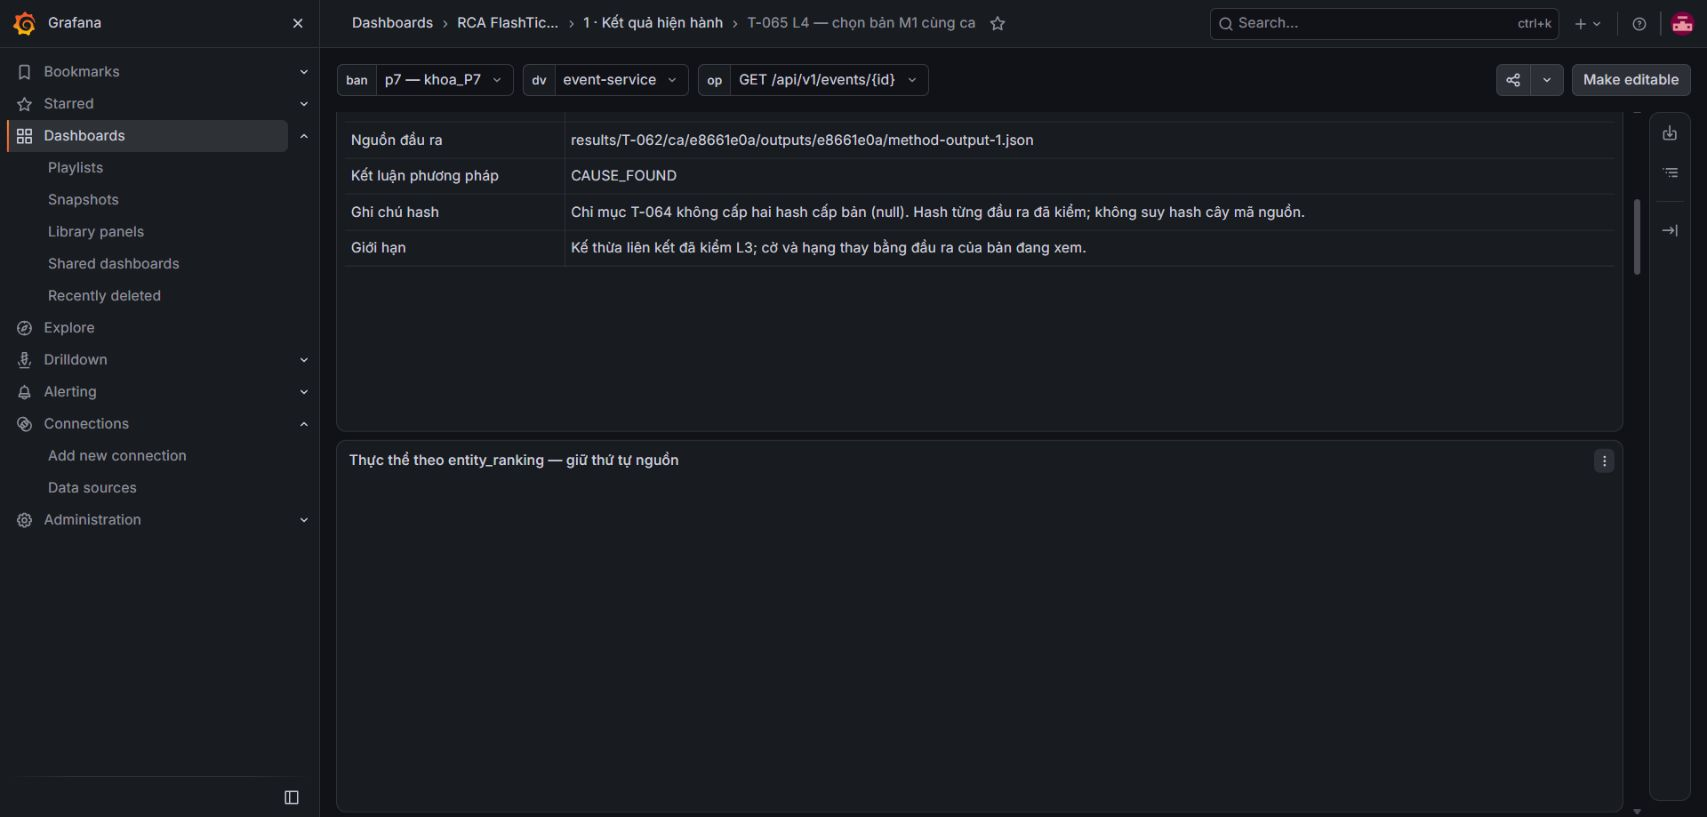 Grafana
Dashboards › RCA FlashTic... › 1 · Kết quả hiện hành › T-065 L4 — chọn bản M1 cùng ca
Search...
ctrl+k
Bookmarks
Starred
Dashboards
Playlists
Snapshots
Library panels
Shared dashboards
Recently deleted
Explore
Drilldown
Alerting
Connections
Add new connection
Data sources
Administration
ban p7 — khoa_P7
dv event-service
op GET /api/v1/events/{id}
Make editable
Nguồn đầu ra results/T-062/ca/e8661e0a/outputs/e8661e0a/method-output-1.json
Kết luận phương pháp CAUSE_FOUND
Ghi chú hash Chỉ mục T-064 không cấp hai hash cấp bản (null). Hash từng đầu ra đã kiểm; không suy hash cây mã nguồn.
Giới hạn Kế thừa liên kết đã kiểm L3; cờ và hạng thay bằng đầu ra của bản đang xem.
Thực thể theo entity_ranking — giữ thứ tự nguồn